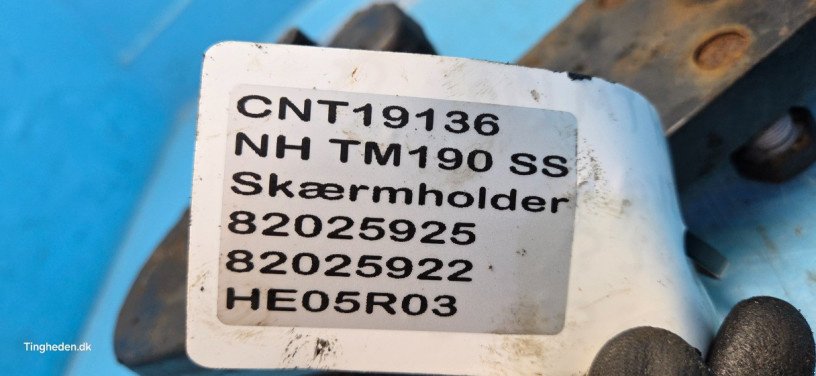 CNT19136
NH TM190 SS
Skærmholder
82025925
82025922
HE05R03
Tingheden.dk